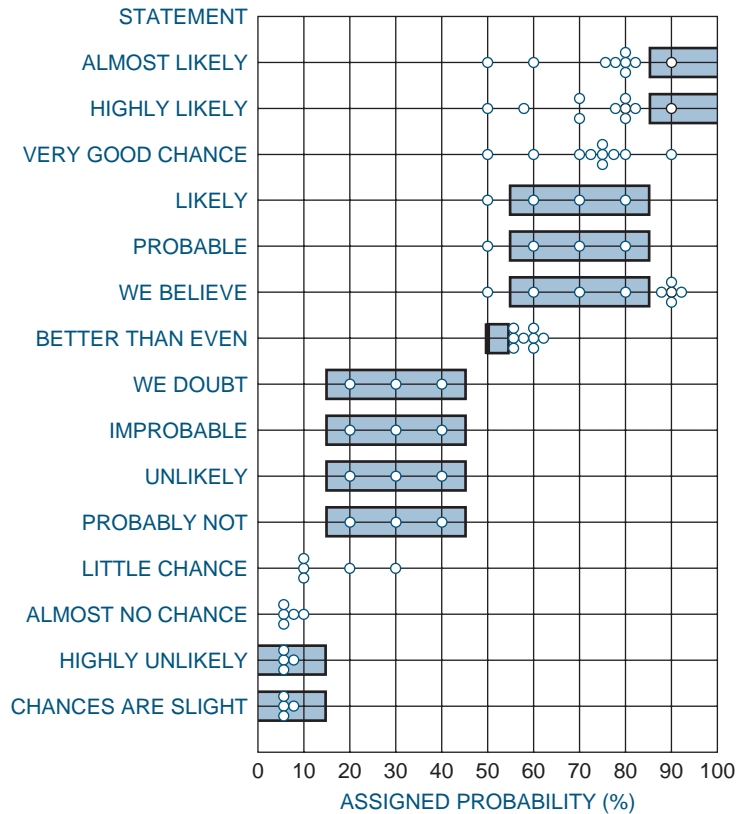 STATEMENT
ALMOST LIKELY
HIGHLY LIKELY
VERY GOOD CHANCE
LIKELY
PROBABLE
WE BELIEVE
BETTER THAN EVEN
WE DOUBT
IMPROBABLE
UNLIKELY
PROBABLY NOT
LITTLE CHANCE
ALMOST NO CHANCE
HIGHLY UNLIKELY
CHANCES ARE SLIGHT
0 10 20 30 40 50 60 70 80 90 100
ASSIGNED PROBABILITY (%)